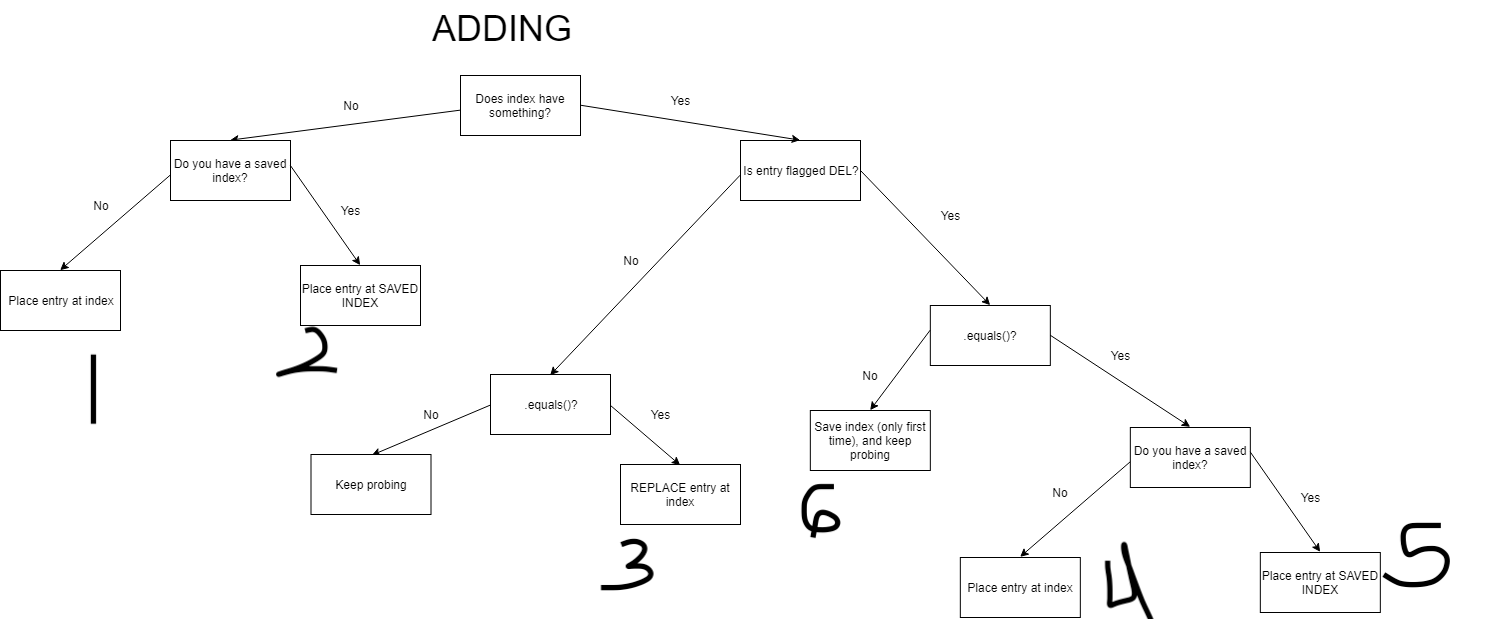 ADDING
Does index have
something?
No
Yes
Do you have a saved
index?
Is entry flagged DEL?
No
Yes
No
Yes
Place entry at index
Place entry at SAVED
INDEX
1
2
.equals()?
No
Yes
.equals()?
No
Yes
Keep probing
REPLACE entry at
index
3
Save index (only first
time), and keep
probing
6
Do you have a saved
index?
No
Yes
Place entry at index
4
Place entry at SAVED
INDEX
5